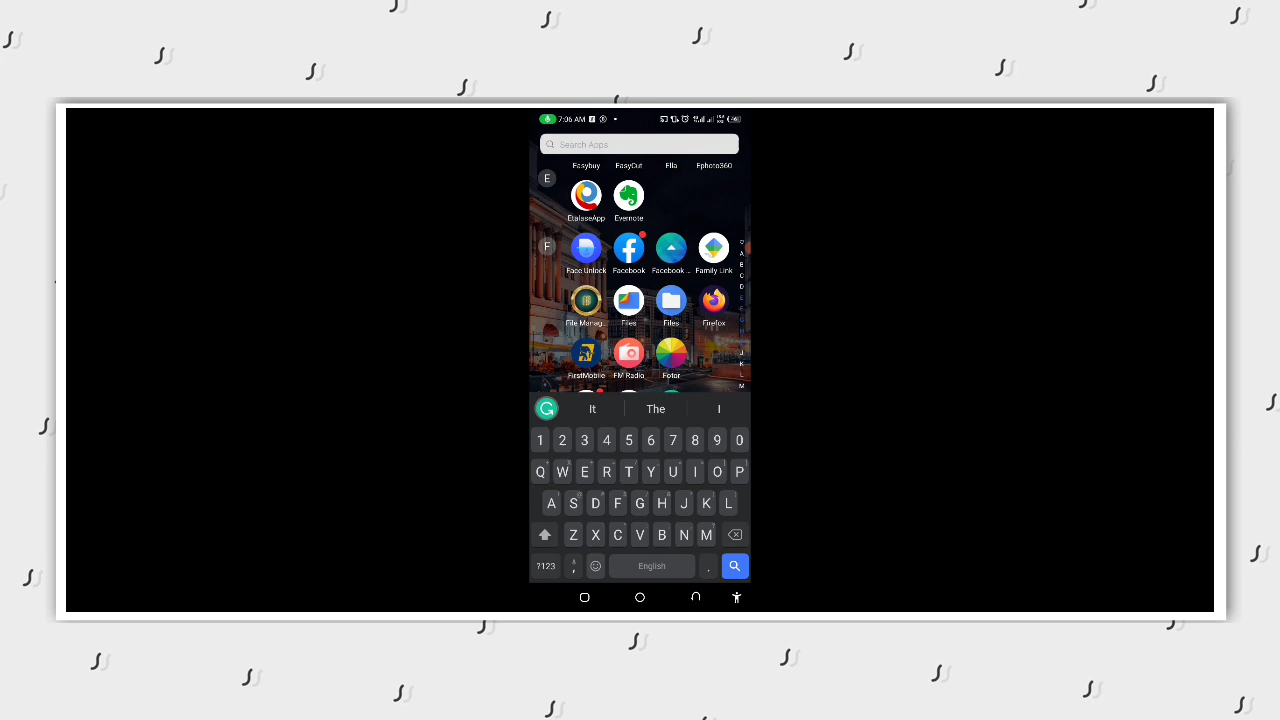 7:06 AM
Search Apps
Easybuy EasyCut Ella Ephoto360
E
EtalaseApp Evernote
F
Face Unlock Facebook Facebook ... Family Link
File Manag.. Files Files Firefox
FirstMobile FM Radio Fotor
A
B
C
D
E
F
G
H
J
K
L
M
It The I
1 2 3 4 5 6 7 8 9 0
Q W E R T Y U I O P
A S D F G H J K L
Z X C V B N M
?123 , English .